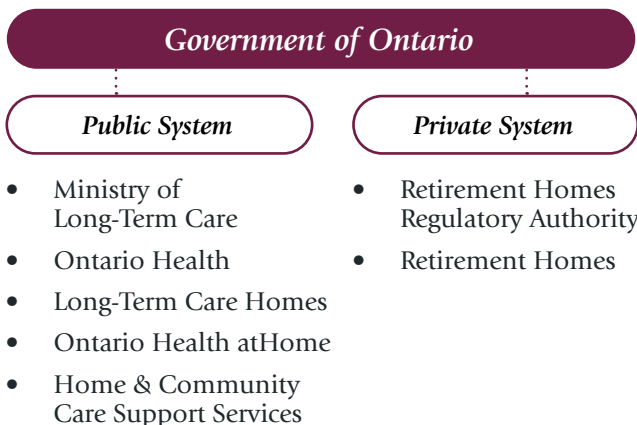 Government of Ontario
Public System
• Ministry of
Long-Term Care
• Ontario Health
• Long-Term Care Homes
• Ontario Health atHome
• Home & Community
Care Support Services
Private System
• Retirement Homes
Regulatory Authority
• Retirement Homes